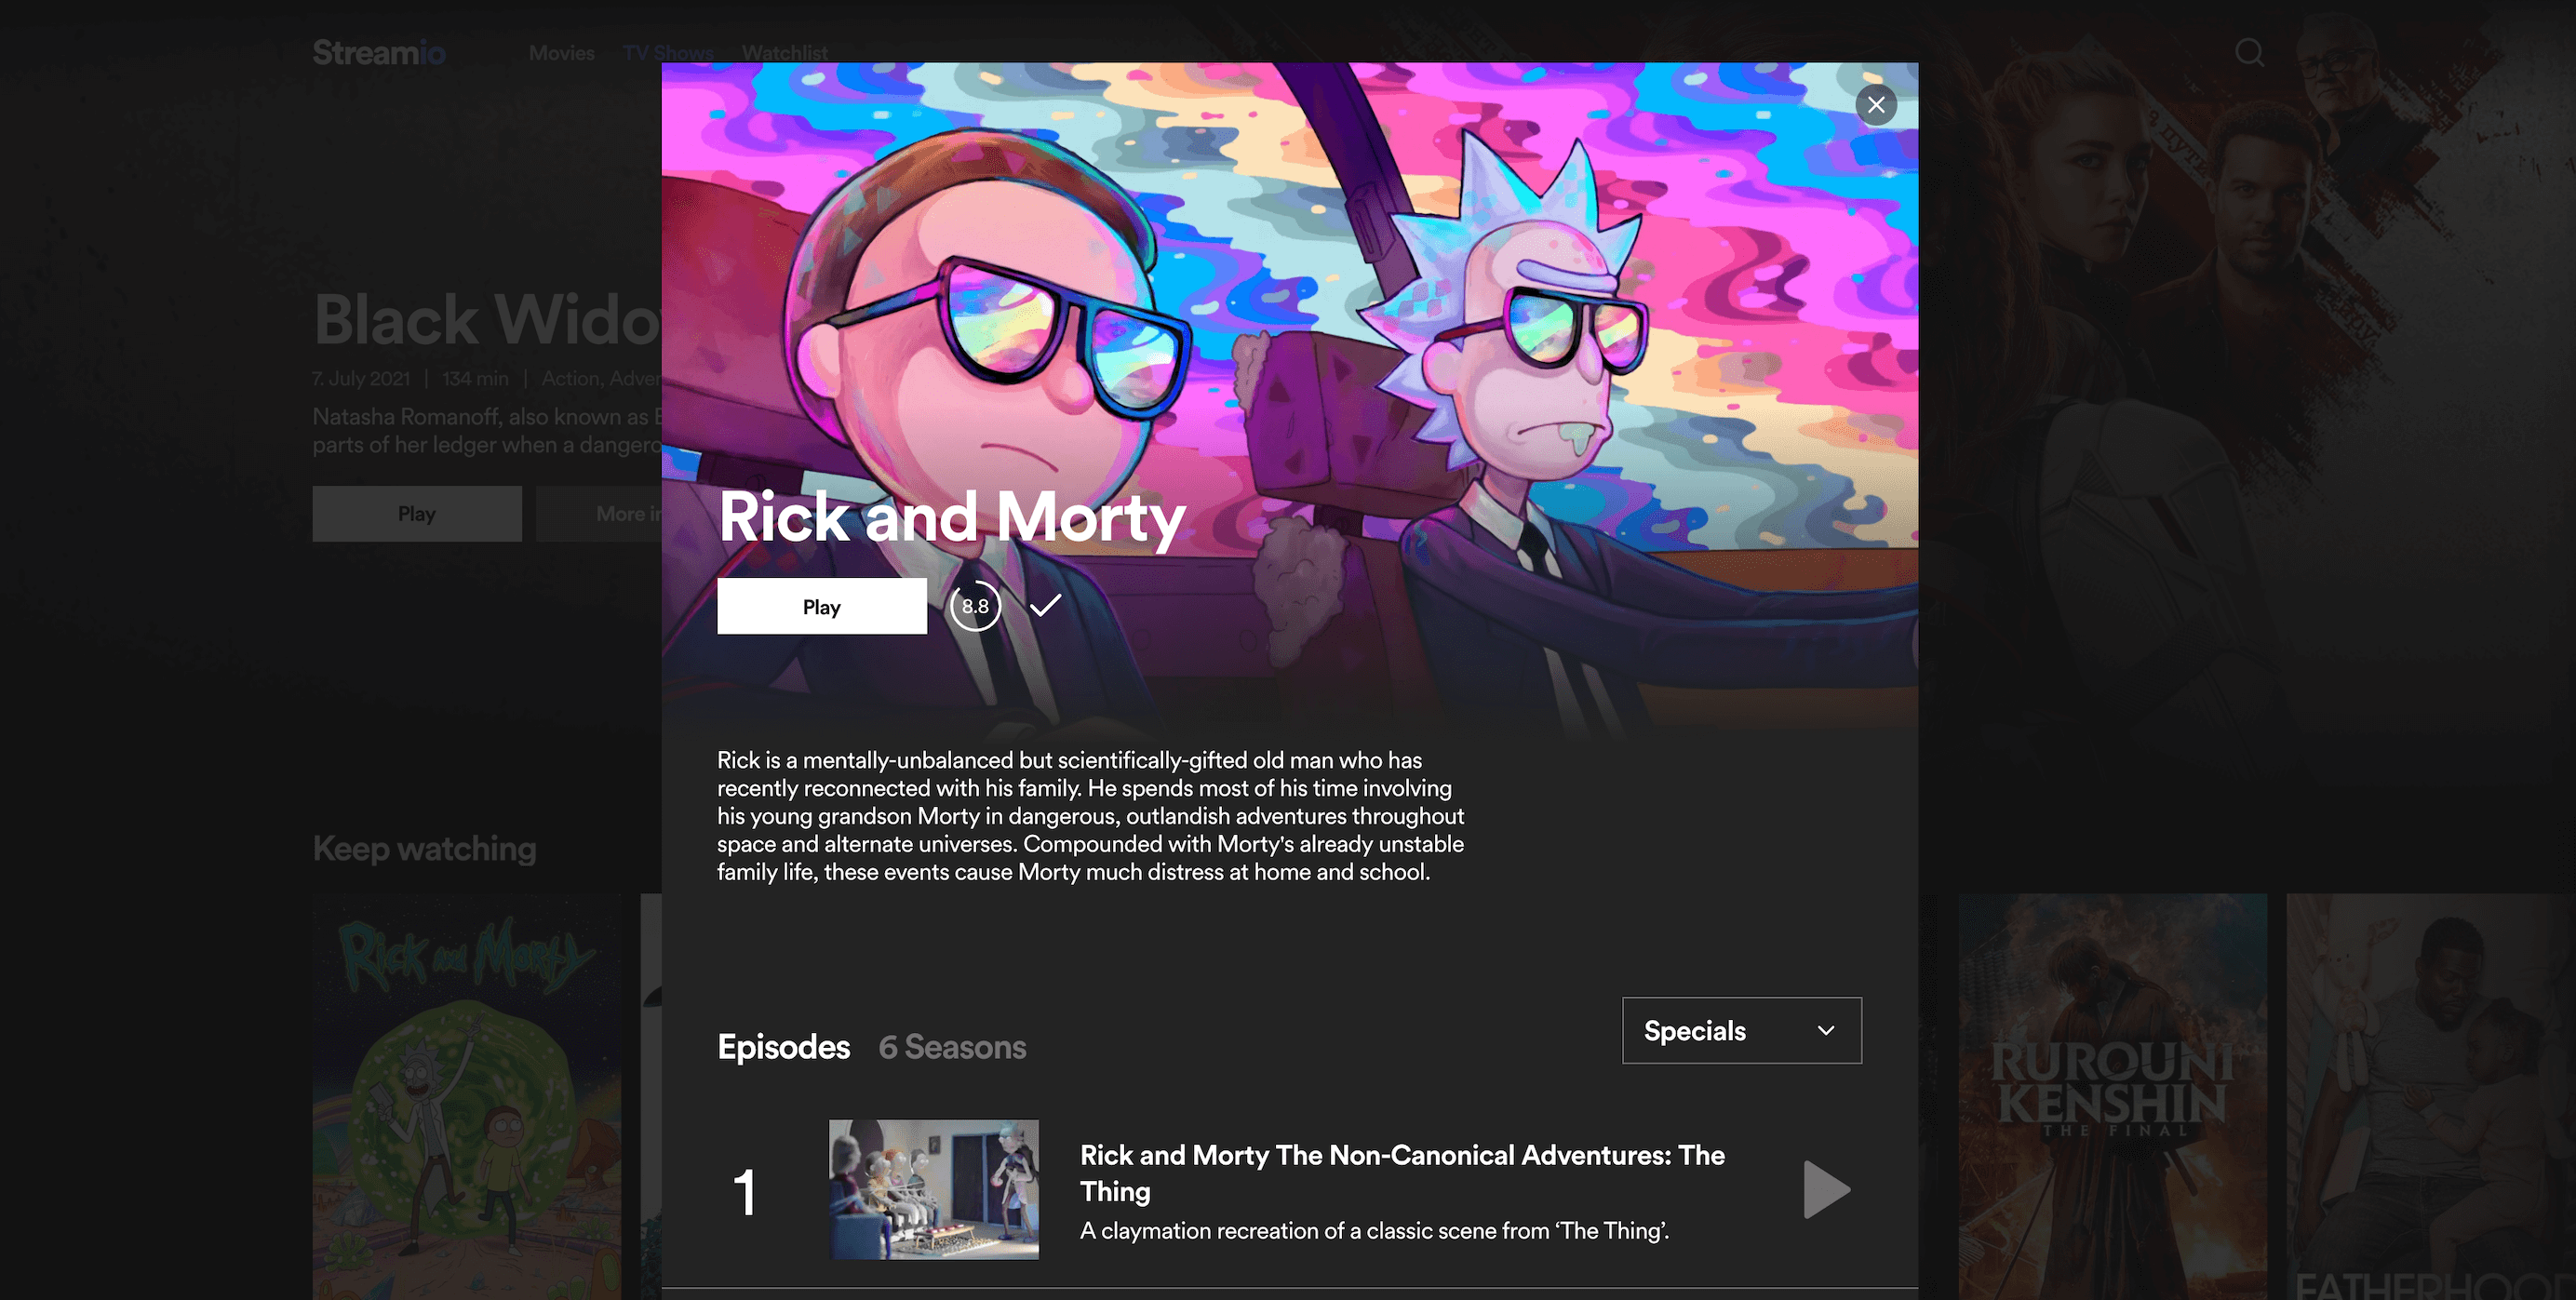 Streamio
Movies
TV Shows
Watchlist
Black Wido
7. July 2021 | 134 min | Action, Adven
Natasha Romanoff, also known as B
parts of her ledger when a dangero
Play
More in
Keep watching
Rick and Morty
Rick and Morty
Play
8.8
Rick is a mentally-unbalanced but scientifically-gifted old man who has
recently reconnected with his family. He spends most of his time involving
his young grandson Morty in dangerous, outlandish adventures throughout
space and alternate universes. Compounded with Morty's already unstable
family life, these events cause Morty much distress at home and school.
Episodes
6 Seasons
Specials
1
Rick and Morty The Non-Canonical Adventures: The
Thing
A claymation recreation of a classic scene from ‘The Thing’.
RUROUNI
KENSHIN
THE FINAL
FATHERHOOD